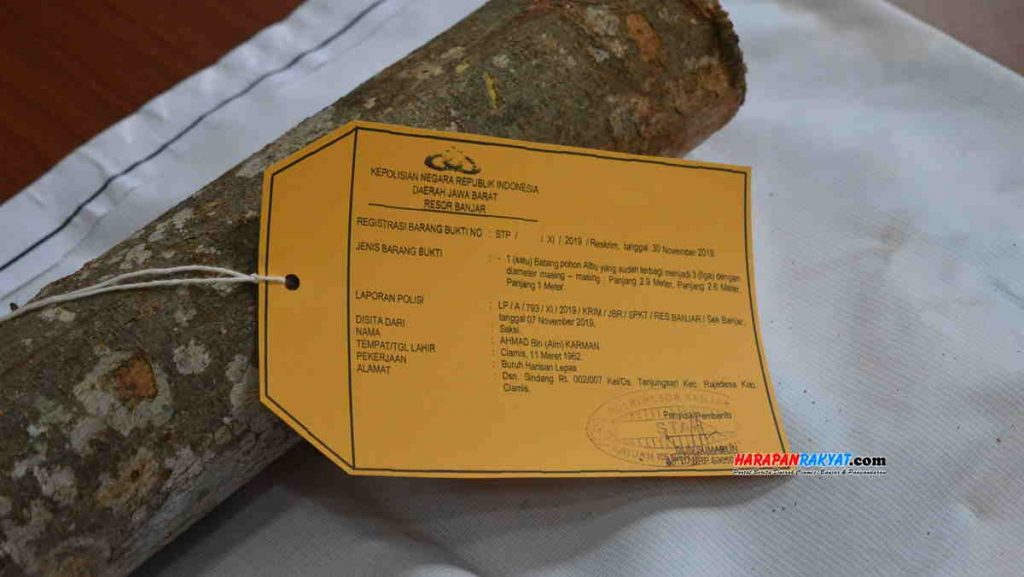 KEPOLISIAN NEGARA REPUBLIK INDONESIA
DAERAH JAWA BARAT
RESOR BANJAR
REGISTRASI BARANG BUKTI NO : STP / / XI / 2019 / Reskrim, tanggal 30 November 2019.
JENIS BARANG BUKTI : - 1 (satu) Batang pohon Albu yang sudah terbagi menjadi 3 (tiga) dengan
diameter masing – masing : Panjang 2.9 Meter, Panjang 2.6 Meter,
Panjang 1 Meter.
LAPORAN POLISI : LP / A / 793 / XI / 2019 / KRIM / JBR / SPKT / RES BANJAR / Sek Banjar,
tanggal 07 November 2019.
DISITA DARI : Saksi.
NAMA : AHMAD Bin (Alm) KARMAN
TEMPAT/TGL LAHIR : Ciamis, 11 Maret 1962.
PEKERJAAN : Buruh Harian Lepas
ALAMAT : Dsn. Sindang Rt. 002/007 Kel/Ds. Tanjungsari Kec. Rajadesa Kab.
Ciamis.
Penyidik Pembantu
HARAPANRAKYAT.com